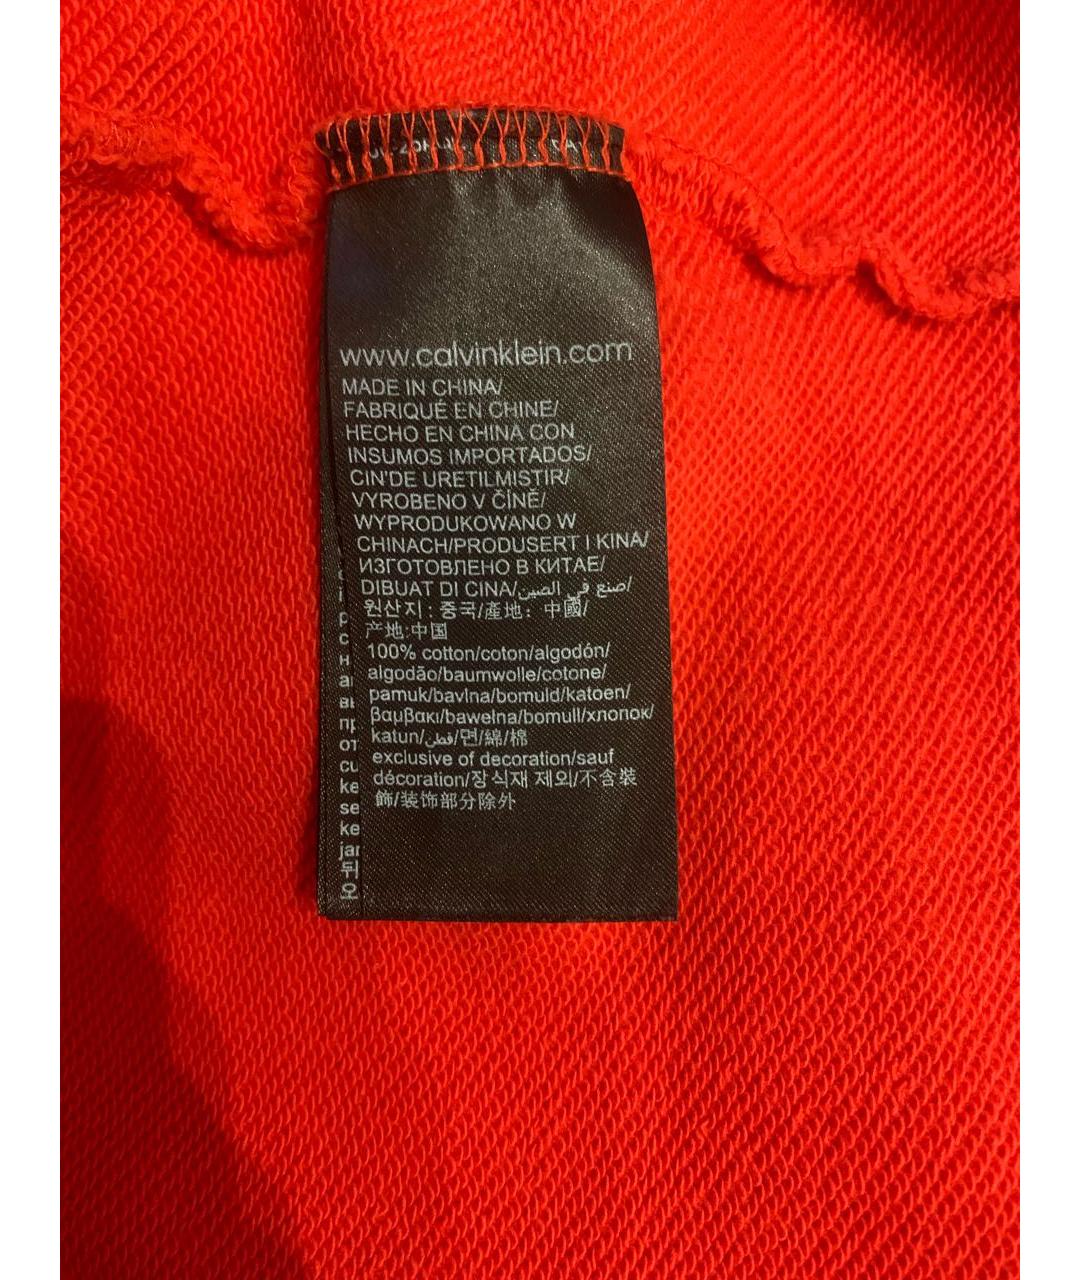 www.calvinklein.com
MADE IN CHINA/
FABRIQUÉ EN CHINE/
HECHO EN CHINA CON
INSUMOS IMPORTADOS/
CIN'DE URETILMISTIR/
VYROBENO V ČÍNĚ/
WYPRODUKOWANO W
CHINACH/PRODUSERT I KINA/
ИЗГОТОВЛЕНО В КИТАЕ/
DIBUAT DI CINA/صنع في الصين/
원산지: 중국/產地: 中國/
产地:中国
100% cotton/coton/algodón/
algodão/baumwolle/cotone/
pamuk/bavlna/bomuld/katoen/
βαμβακι/bawełna/bomull/хлопок/
katun/قطن/면/綿/棉
exclusive of decoration/sauf
décoration/장식재 제외/不含裝
飾/装饰部分除外